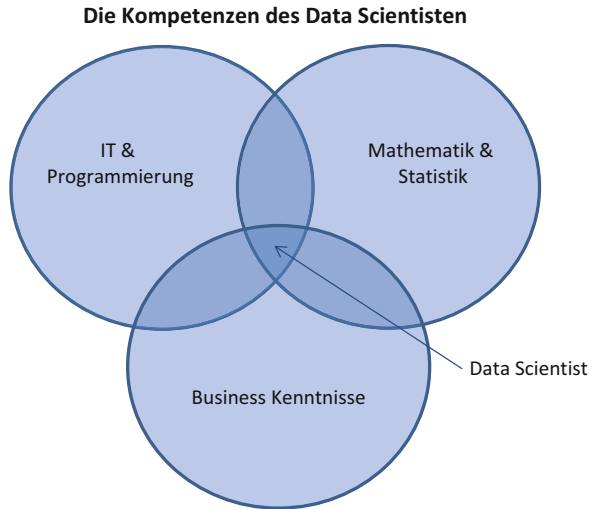 Die Kompetenzen des Data Scientisten
IT &
Programmierung
Mathematik &
Statistik
Data Scientist
Business Kenntnisse